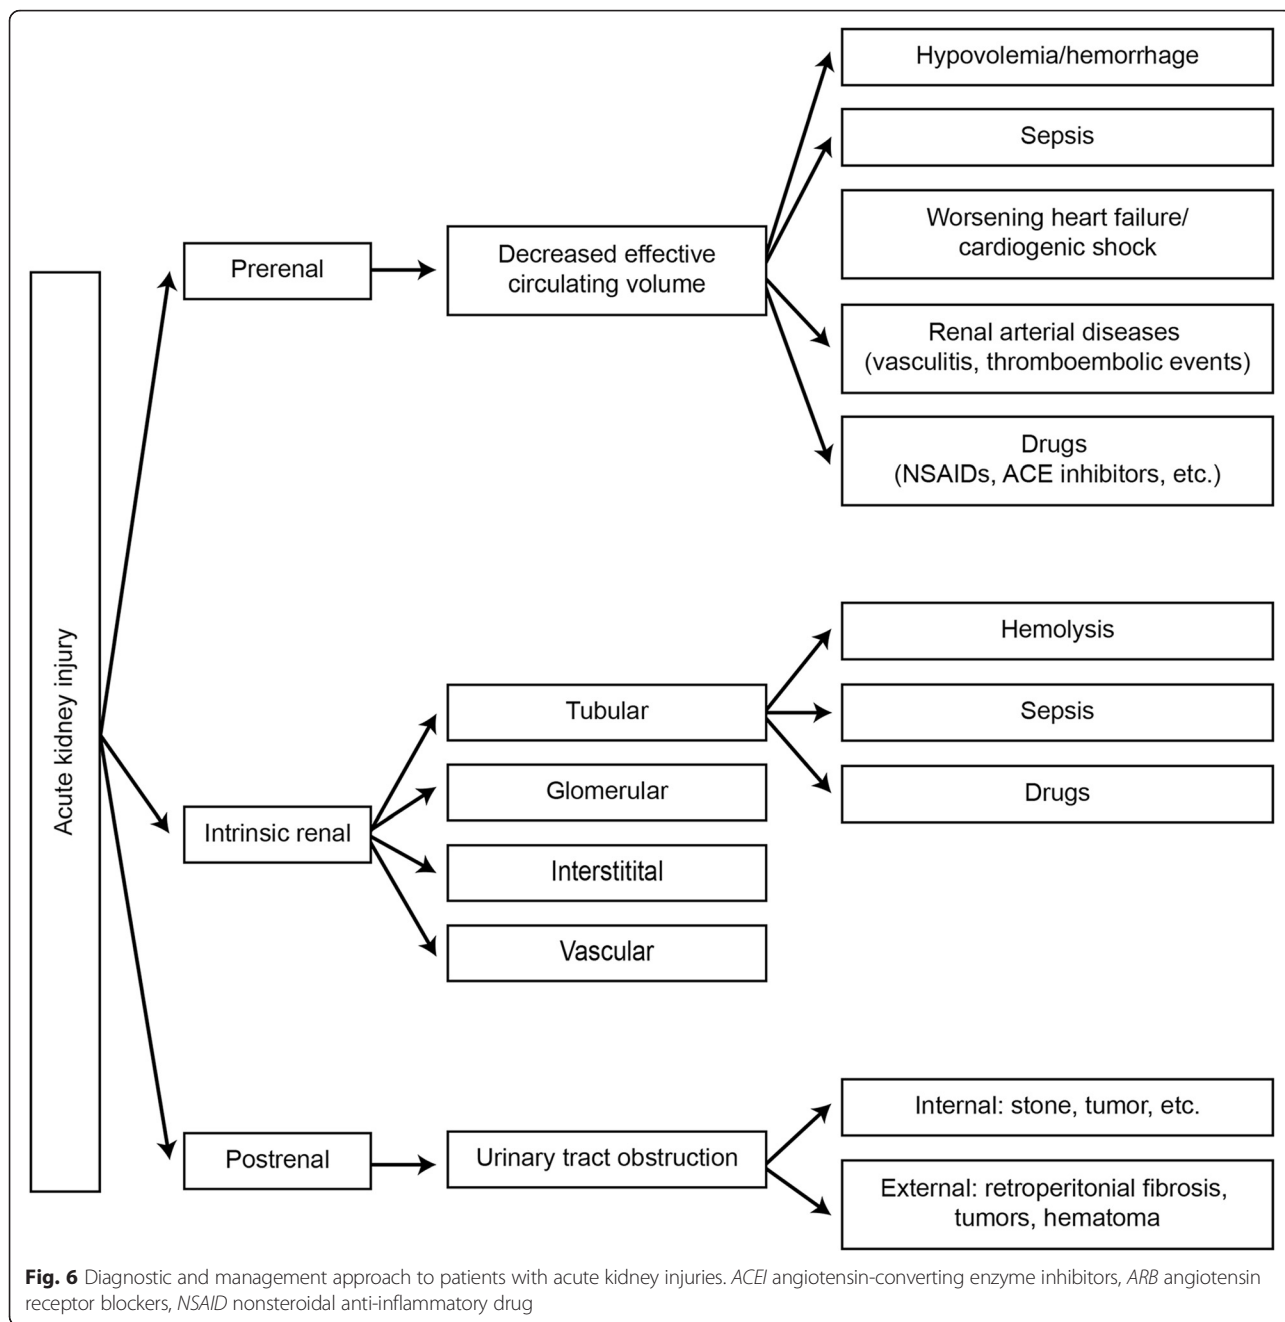 Acute kidney injury
Prerenal
Decreased effective
circulating volume
Hypovolemia/hemorrhage
Sepsis
Worsening heart failure/
cardiogenic shock
Renal arterial diseases
(vasculitis, thromboembolic events)
Drugs
(NSAIDs, ACE inhibitors, etc.)
Intrinsic renal
Tubular
Glomerular
Interstitital
Vascular
Hemolysis
Sepsis
Drugs
Postrenal
Urinary tract obstruction
Internal: stone, tumor, etc.
External: retroperitonial fibrosis,
tumors, hematoma
Fig. 6 Diagnostic and management approach to patients with acute kidney injuries. ACEI angiotensin-converting enzyme inhibitors, ARB angiotensin
receptor blockers, NSAID nonsteroidal anti-inflammatory drug